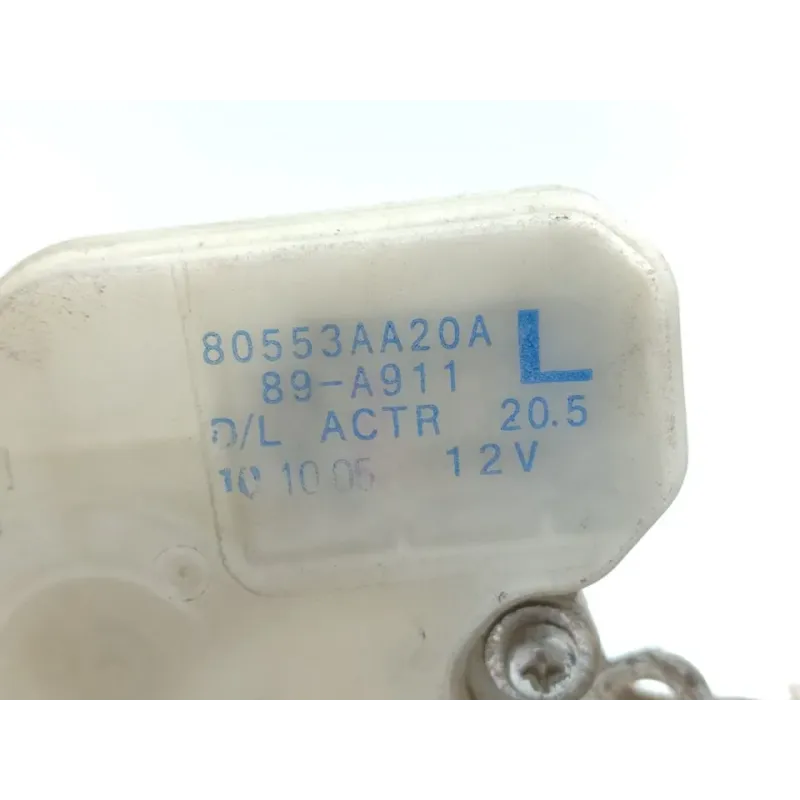 80553AA20A L
89-A911
D/L ACTR 20.5
10 10 05 12V